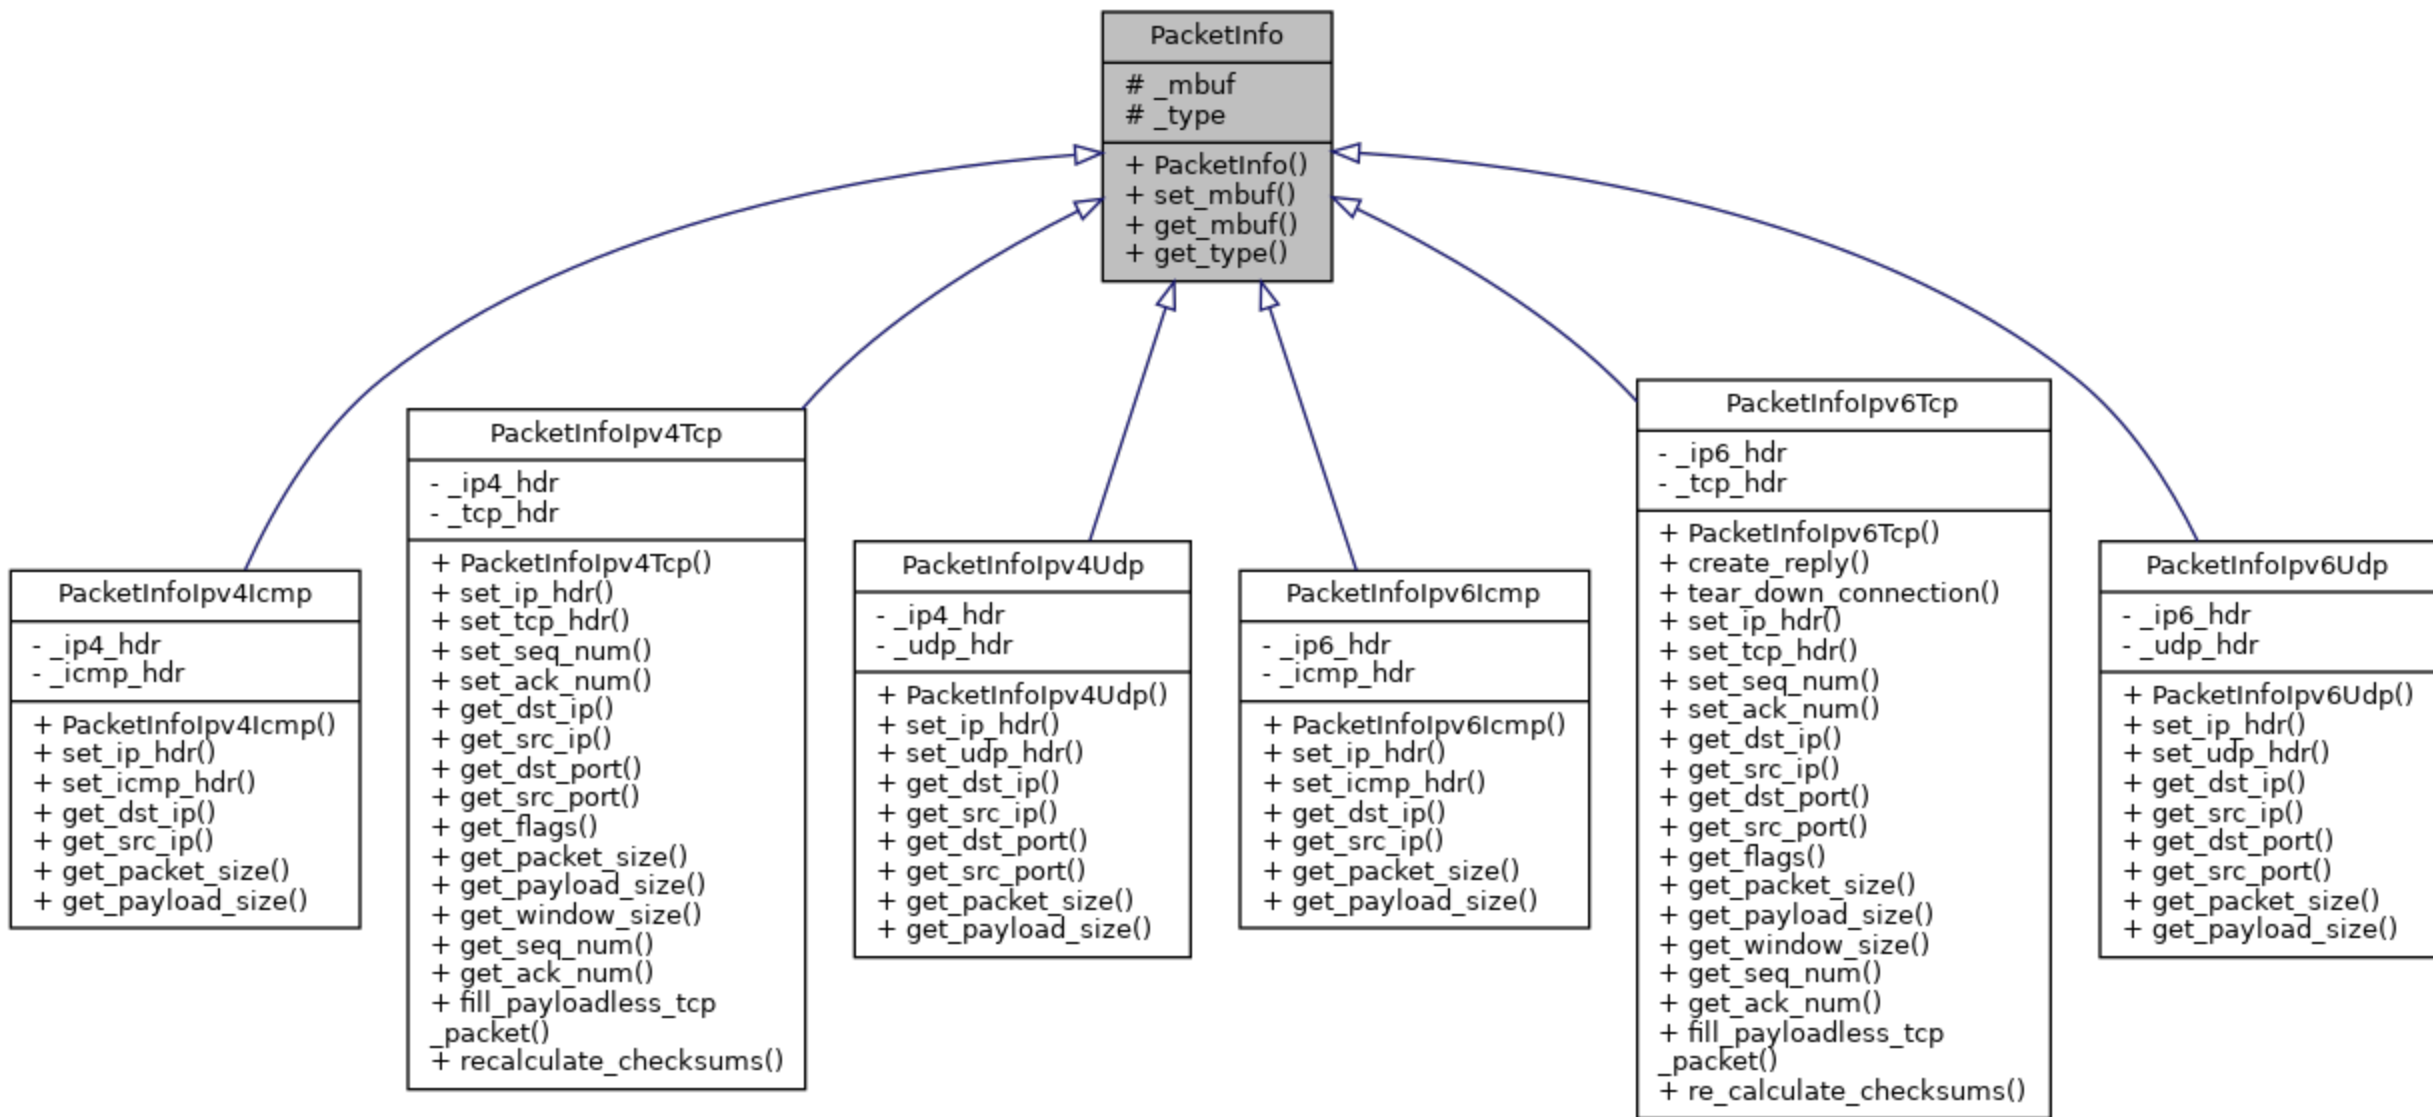 PacketInfo
# _mbuf
# _type
+ PacketInfo()
+ set_mbuf()
+ get_mbuf()
+ get_type()
PacketInfoIpv4Icmp
- _ip4_hdr
- _icmp_hdr
+ PacketInfoIpv4Icmp()
+ set_ip_hdr()
+ set_icmp_hdr()
+ get_dst_ip()
+ get_src_ip()
+ get_packet_size()
+ get_payload_size()
PacketInfoIpv4Tcp
- _ip4_hdr
- _tcp_hdr
+ PacketInfoIpv4Tcp()
+ set_ip_hdr()
+ set_tcp_hdr()
+ set_seq_num()
+ set_ack_num()
+ get_dst_ip()
+ get_src_ip()
+ get_dst_port()
+ get_src_port()
+ get_flags()
+ get_packet_size()
+ get_payload_size()
+ get_window_size()
+ get_seq_num()
+ get_ack_num()
+ fill_payloadless_tcp
_packet()
+ recalculate_checksums()
PacketInfoIpv4Udp
- _ip4_hdr
- _udp_hdr
+ PacketInfoIpv4Udp()
+ set_ip_hdr()
+ set_udp_hdr()
+ get_dst_ip()
+ get_src_ip()
+ get_dst_port()
+ get_src_port()
+ get_packet_size()
+ get_payload_size()
PacketInfoIpv6Icmp
- _ip6_hdr
- _icmp_hdr
+ PacketInfoIpv6Icmp()
+ set_ip_hdr()
+ set_icmp_hdr()
+ get_dst_ip()
+ get_src_ip()
+ get_packet_size()
+ get_payload_size()
PacketInfoIpv6Tcp
- _ip6_hdr
- _tcp_hdr
+ PacketInfoIpv6Tcp()
+ create_reply()
+ tear_down_connection()
+ set_ip_hdr()
+ set_tcp_hdr()
+ set_seq_num()
+ set_ack_num()
+ get_dst_ip()
+ get_src_ip()
+ get_dst_port()
+ get_src_port()
+ get_flags()
+ get_packet_size()
+ get_payload_size()
+ get_window_size()
+ get_seq_num()
+ get_ack_num()
+ fill_payloadless_tcp
_packet()
+ re_calculate_checksums()
PacketInfoIpv6Udp
- _ip6_hdr
- _udp_hdr
+ PacketInfoIpv6Udp()
+ set_ip_hdr()
+ set_udp_hdr()
+ get_dst_ip()
+ get_src_ip()
+ get_dst_port()
+ get_src_port()
+ get_packet_size()
+ get_payload_size()